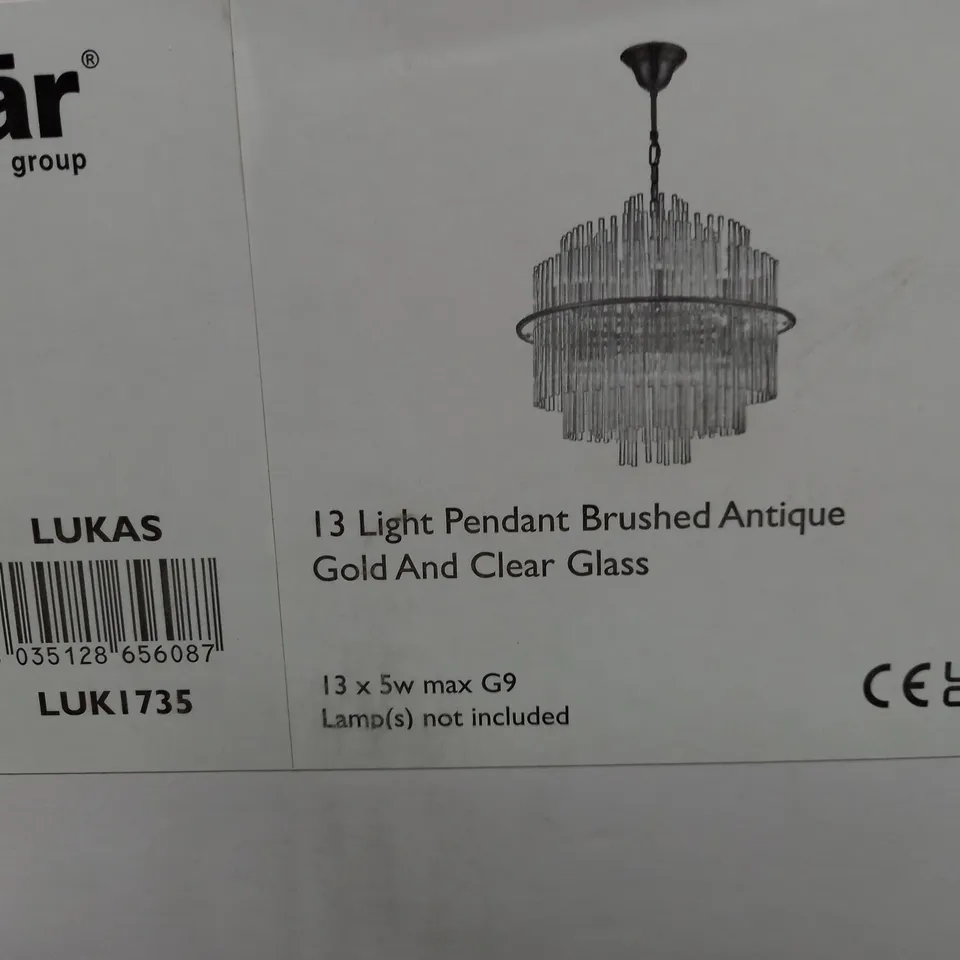 är®
group
LUKAS
035128 656087
LUK1735
13 Light Pendant Brushed Antique
Gold And Clear Glass
13 x 5w max G9
Lamp(s) not included
CE